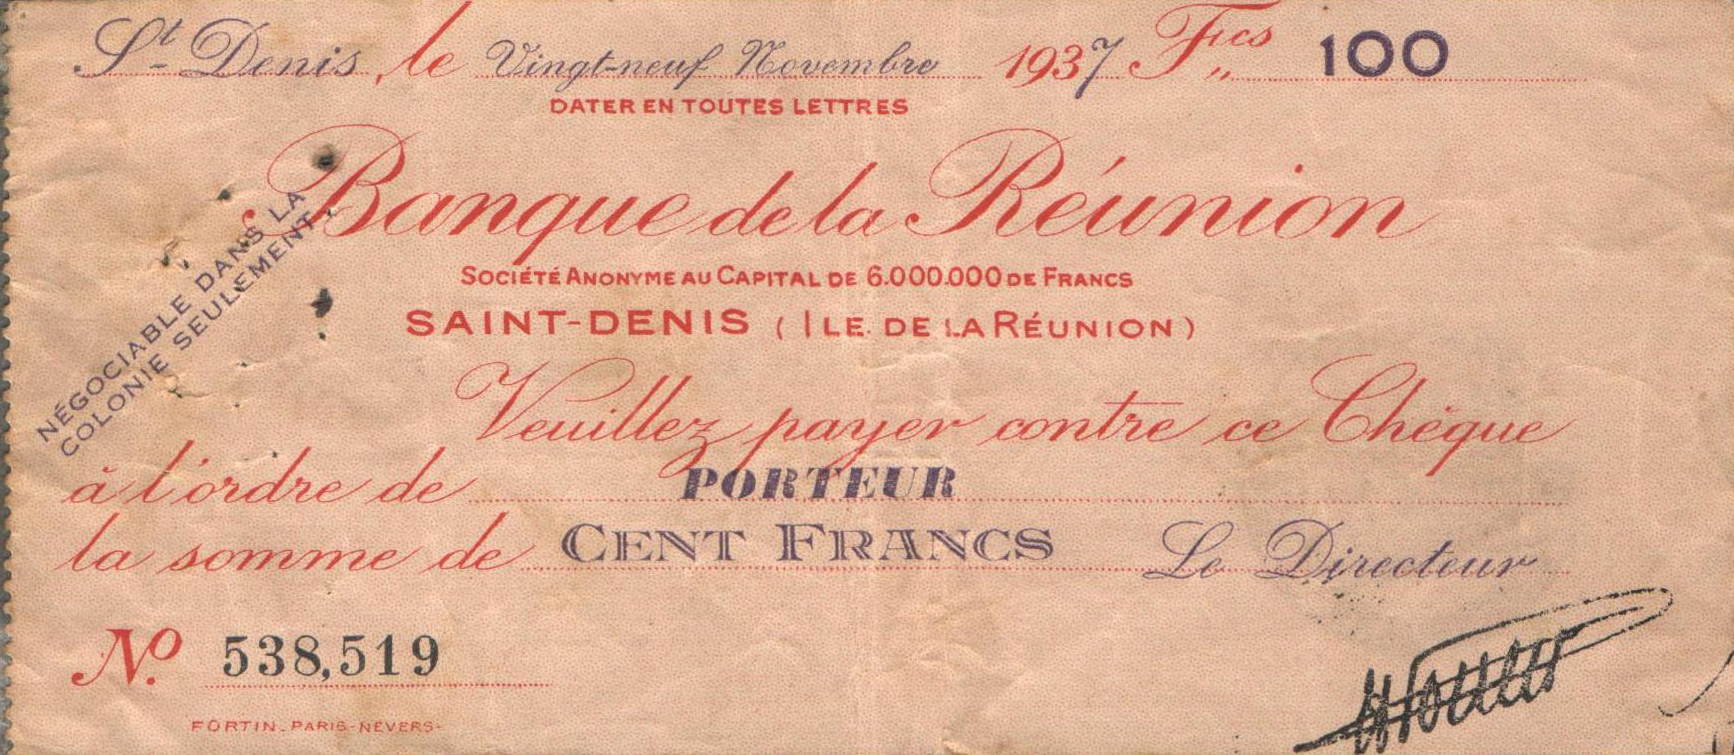 St Denis, le Vingt-neuf Novembre 1937 Fcs 100
DATER EN TOUTES LETTRES
Banque de la Réunion
SOCIÉTÉ ANONYME AU CAPITAL DE 6.000.000 DE FRANCS
SAINT-DENIS (ILE DE LA RÉUNION)
NÉGOCIABLE DANS LA
COLONIE SEULEMENT.
Veuillez payer contre ce Chèque
à l'ordre de PORTEUR
la somme de CENT FRANCS Le Directeur
No. 538,519
FORTIN-PARIS-NEVERS-